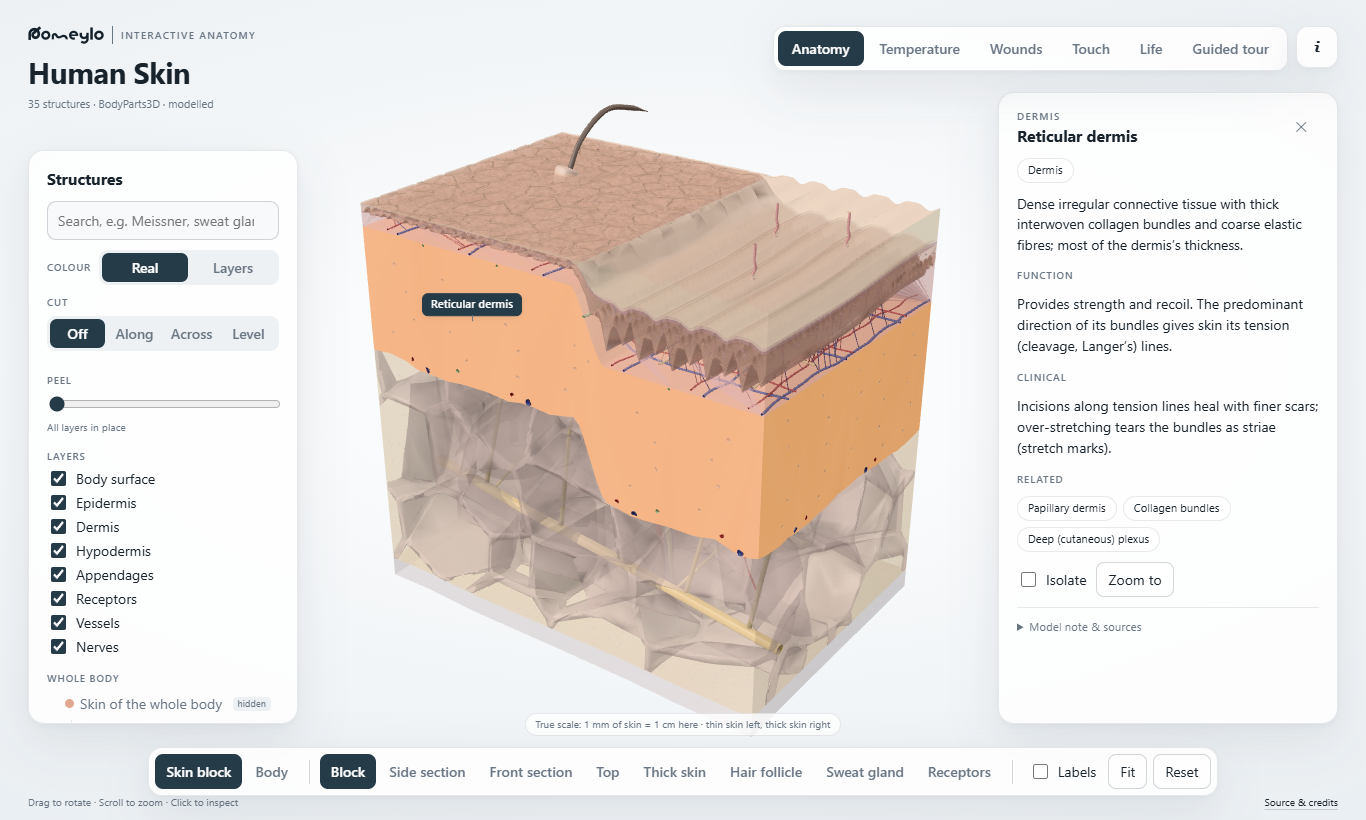 Pomeylo
INTERACTIVE ANATOMY
Human Skin
35 structures · BodyParts3D · modelled
Anatomy
Temperature
Wounds
Touch
Life
Guided tour
i
Structures
Search, e.g. Meissner, sweat glan
COLOUR
Real
Layers
CUT
Off
Along
Across
Level
PEEL
All layers in place
LAYERS
Body surface
Epidermis
Dermis
Hypodermis
Appendages
Receptors
Vessels
Nerves
WHOLE BODY
Skin of the whole body
hidden
Reticular dermis
True scale: 1 mm of skin = 1 cm here · thin skin left, thick skin right
DERMIS
Reticular dermis
Dermis
Dense irregular connective tissue with thick
interwoven collagen bundles and coarse elastic
fibres; most of the dermis’s thickness.
FUNCTION
Provides strength and recoil. The predominant
direction of its bundles gives skin its tension
(cleavage, Langer’s) lines.
CLINICAL
Incisions along tension lines heal with finer scars;
over-stretching tears the bundles as striae
(stretch marks).
RELATED
Papillary dermis
Collagen bundles
Deep (cutaneous) plexus
Isolate
Zoom to
Model note & sources
Skin block
Body
Block
Side section
Front section
Top
Thick skin
Hair follicle
Sweat gland
Receptors
Labels
Fit
Reset
Drag to rotate · Scroll to zoom · Click to inspect
Source & credits